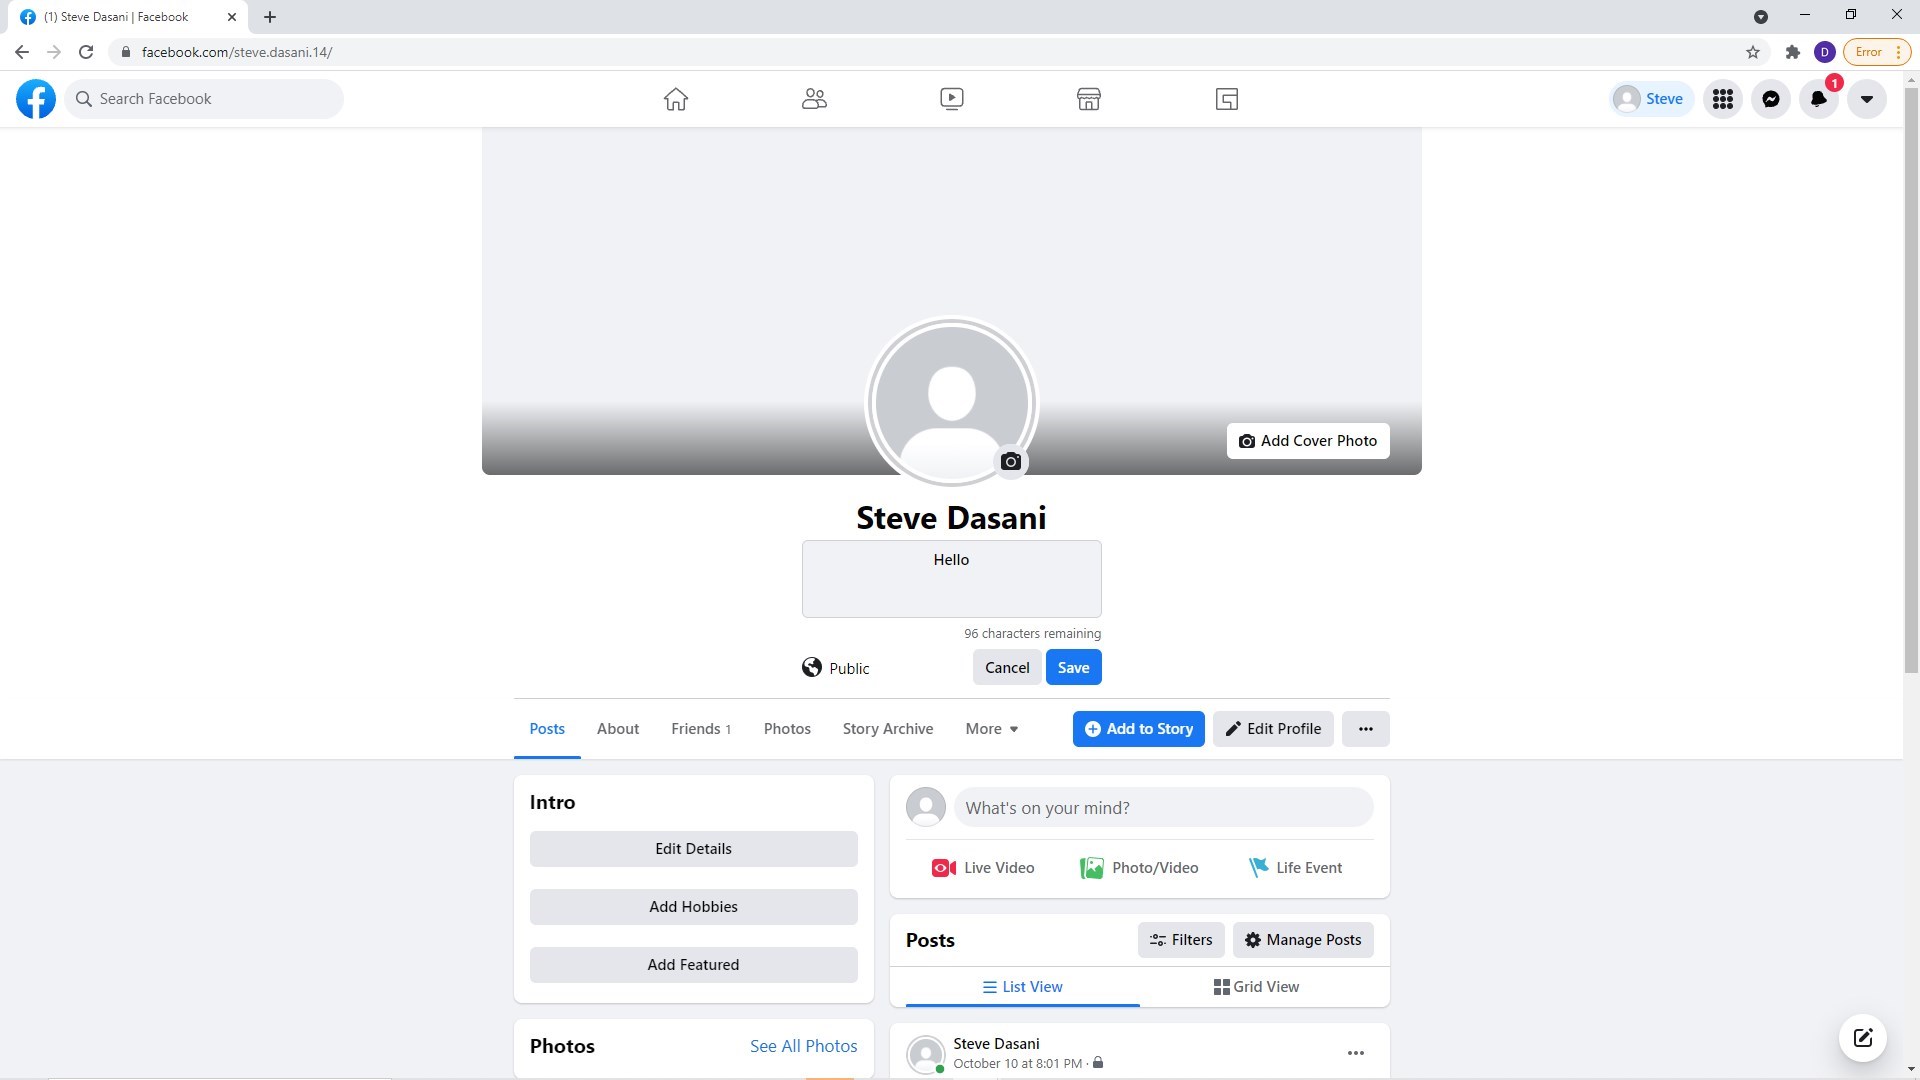 (1) Steve Dasani | Facebook
facebook.com/steve.dasani.14/
D
Error
Search Facebook
Steve
1
Add Cover Photo
Steve Dasani
Hello
96 characters remaining
Public
Cancel
Save
Posts
About
Friends 1
Photos
Story Archive
More
Add to Story
Edit Profile
Intro
Edit Details
Add Hobbies
Add Featured
Photos
See All Photos
What's on your mind?
Live Video
Photo/Video
Life Event
Posts
Filters
Manage Posts
List View
Grid View
Steve Dasani
October 10 at 8:01 PM ·